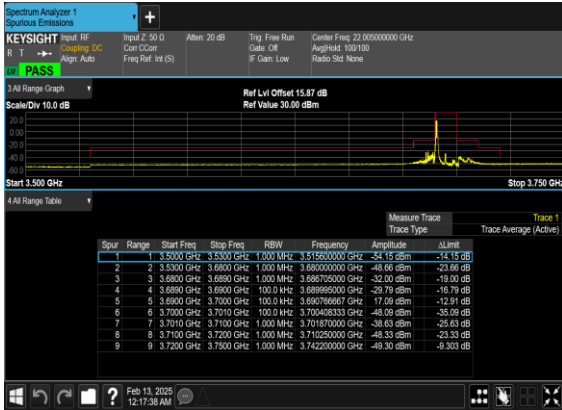 Spectrum Analyzer 1
Spurious Emissions
+
KEYSIGHT Input: RF Input Z: 50 Ω Atten: 20 dB Trig: Free Run Center Freq: 22.005000000 GHz
R T Coupling: DC Corr CCorr Gate: Off Avg|Hold: 100/100
Align: Auto Freq Ref: Int (S) IF Gain: Low Radio Std: None
PASS
3 All Range Graph
Ref Lvl Offset 15.87 dB
Scale/Div 10.0 dB Ref Value 30.00 dBm
20.0
0.00
-20.0
-40.0
-60.0
Start 3.500 GHz Stop 3.750 GHz
4 All Range Table
Measure Trace Trace 1
Trace Type Trace Average (Active)
Spur Range Start Freq Stop Freq RBW Frequency Amplitude ΔLimit
1 1 3.5000 GHz 3.5300 GHz 1.000 MHz 3.515600000 GHz -54.15 dBm -14.15 dB
2 2 3.5300 GHz 3.6800 GHz 1.000 MHz 3.680000000 GHz -48.66 dBm -23.66 dB
3 3 3.6800 GHz 3.6890 GHz 1.000 MHz 3.686705000 GHz -32.00 dBm -19.00 dB
4 4 3.6890 GHz 3.6900 GHz 100.0 kHz 3.689995000 GHz -29.79 dBm -16.79 dB
5 5 3.6900 GHz 3.7000 GHz 100.0 kHz 3.690766667 GHz 17.09 dBm -12.91 dB
6 6 3.7000 GHz 3.7010 GHz 100.0 kHz 3.700408333 GHz -48.09 dBm -35.09 dB
7 7 3.7010 GHz 3.7100 GHz 1.000 MHz 3.701870000 GHz -38.63 dBm -25.63 dB
8 8 3.7100 GHz 3.7200 GHz 1.000 MHz 3.710250000 GHz -48.33 dBm -23.33 dB
9 9 3.7200 GHz 3.7500 GHz 1.000 MHz 3.742200000 GHz -49.30 dBm -9.303 dB
? Feb 13, 2025
12:17:38 AM